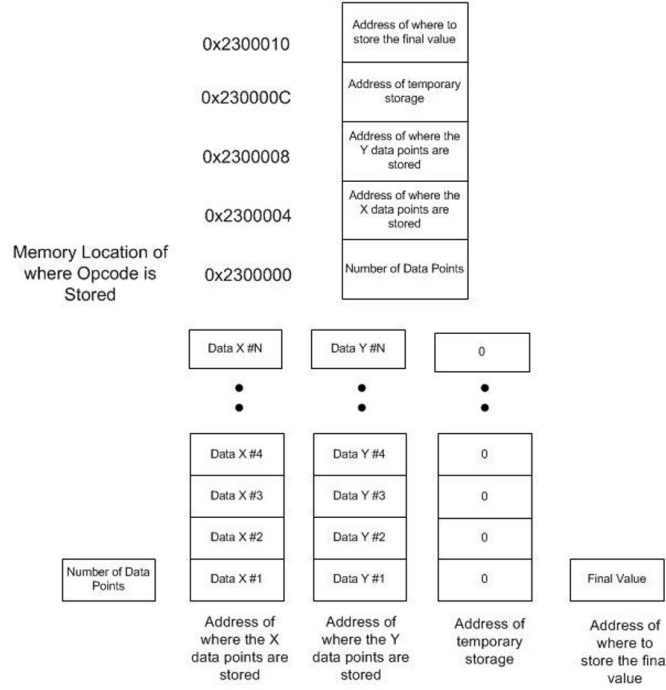 0x2300010
Address of where to
store the final value
0x230000C
Address of temporary
storage
0x2300008
Address of where the
Y data points are
stored
0x2300004
Address of where the
X data points are
stored
Memory Location of
where Opcode is
Stored
0x2300000
Number of Data Points
Data X #N
Data Y #N
0
Data X #4
Data Y #4
0
Data X #3
Data Y #3
0
Data X #2
Data Y #2
0
Number of Data
Points
Data X #1
Data Y #1
0
Final Value
Address of
where the X
data points are
stored
Address of
where the Y
data points are
stored
Address of
temporary
storage
Address of
where to
store the final
value